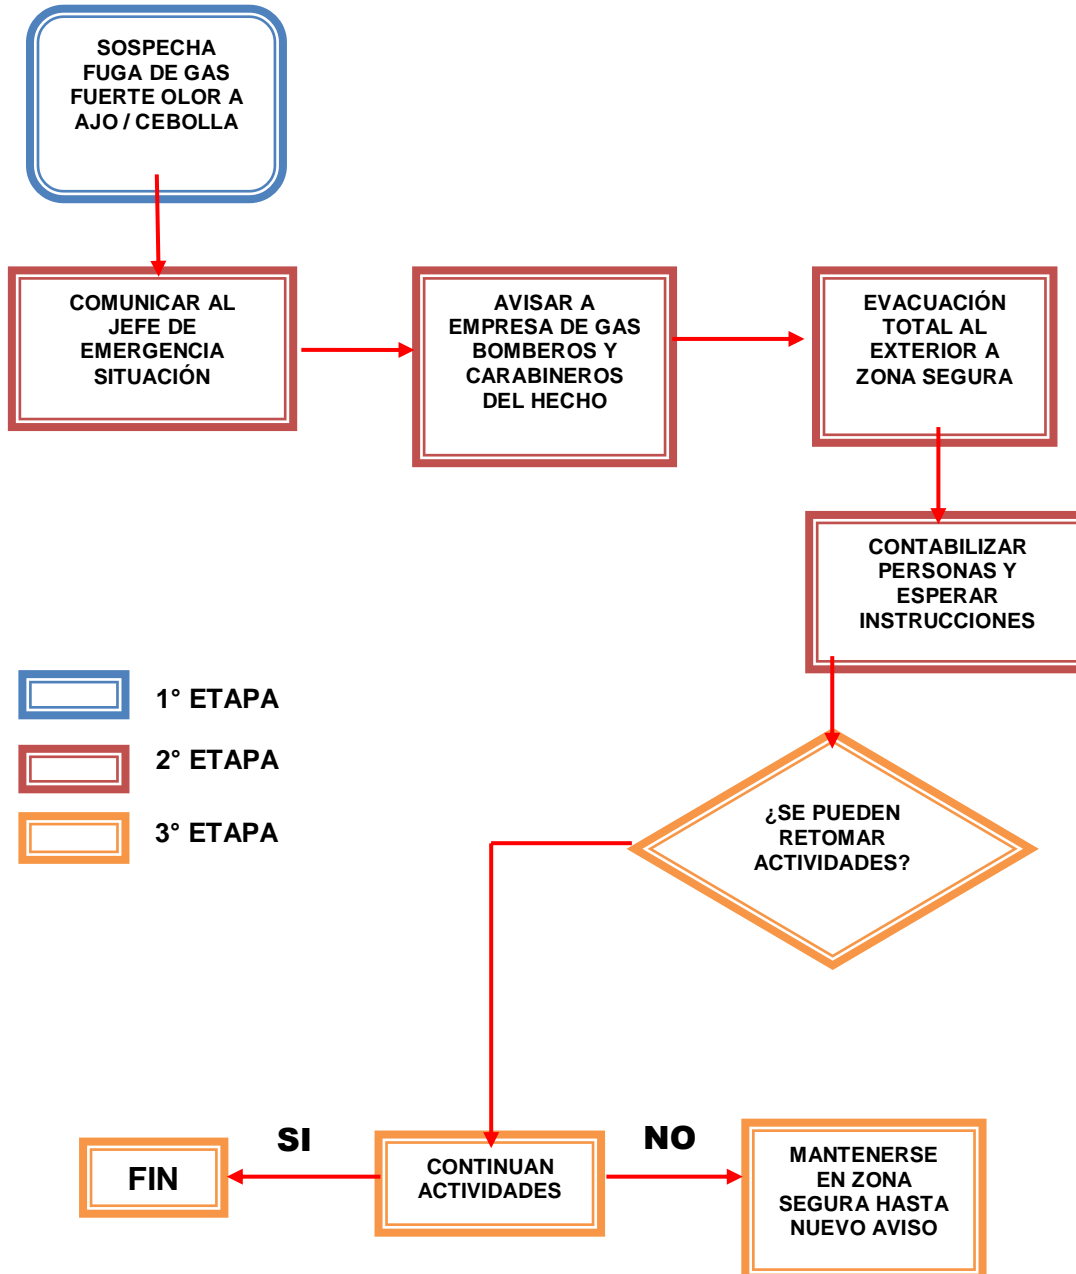 SOSPECHA
FUGA DE GAS
FUERTE OLOR A
AJO / CEBOLLA
COMUNICAR AL
JEFE DE
EMERGENCIA
SITUACIÓN
AVISAR A
EMPRESA DE GAS
BOMBEROS Y
CARABINEROS
DEL HECHO
EVACUACIÓN
TOTAL AL
EXTERIOR A
ZONA SEGURA
CONTABILIZAR
PERSONAS Y
ESPERAR
INSTRUCCIONES
1° ETAPA
2° ETAPA
3° ETAPA
¿SE PUEDEN
RETOMAR
ACTIVIDADES?
FIN
SI
CONTINUAN
ACTIVIDADES
NO
MANTENERSE
EN ZONA
SEGURA HASTA
NUEVO AVISO